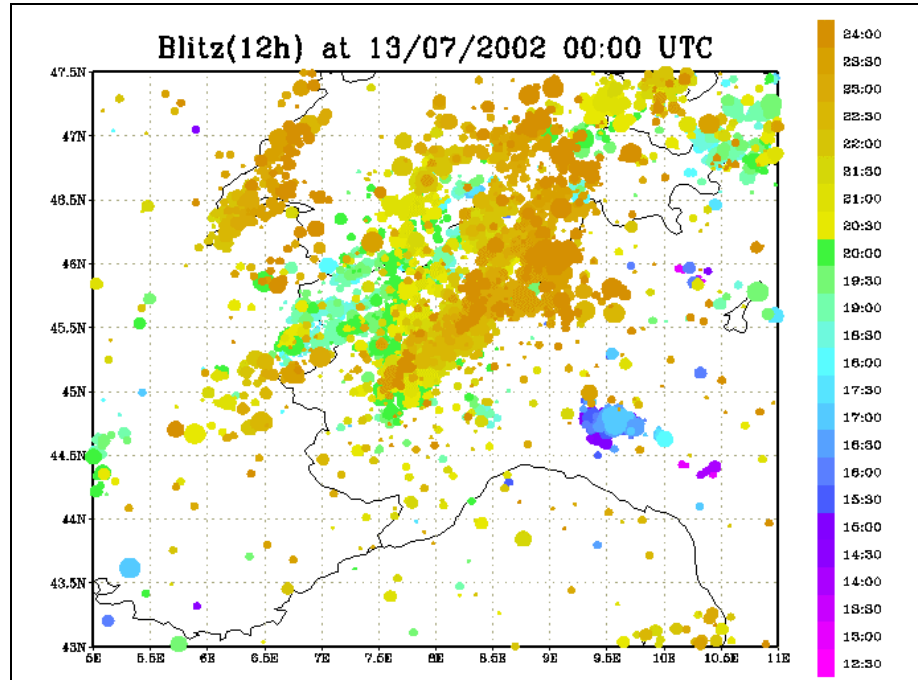 Blitz(12h) at 13/07/2002 00:00 UTC
47.5N
47N
46.5N
46N
45.5N
45N
44.5N
44N
43.5N
43N
5E 5.5E 6E 6.5E 7E 7.5E 8E 8.5E 9E 9.5E 10E 10.5E 11E
24:00
23:30
23:00
22:30
22:00
21:30
21:00
20:30
20:00
19:30
19:00
18:30
18:00
17:30
17:00
16:30
16:00
15:30
15:00
14:30
14:00
13:30
13:00
12:30